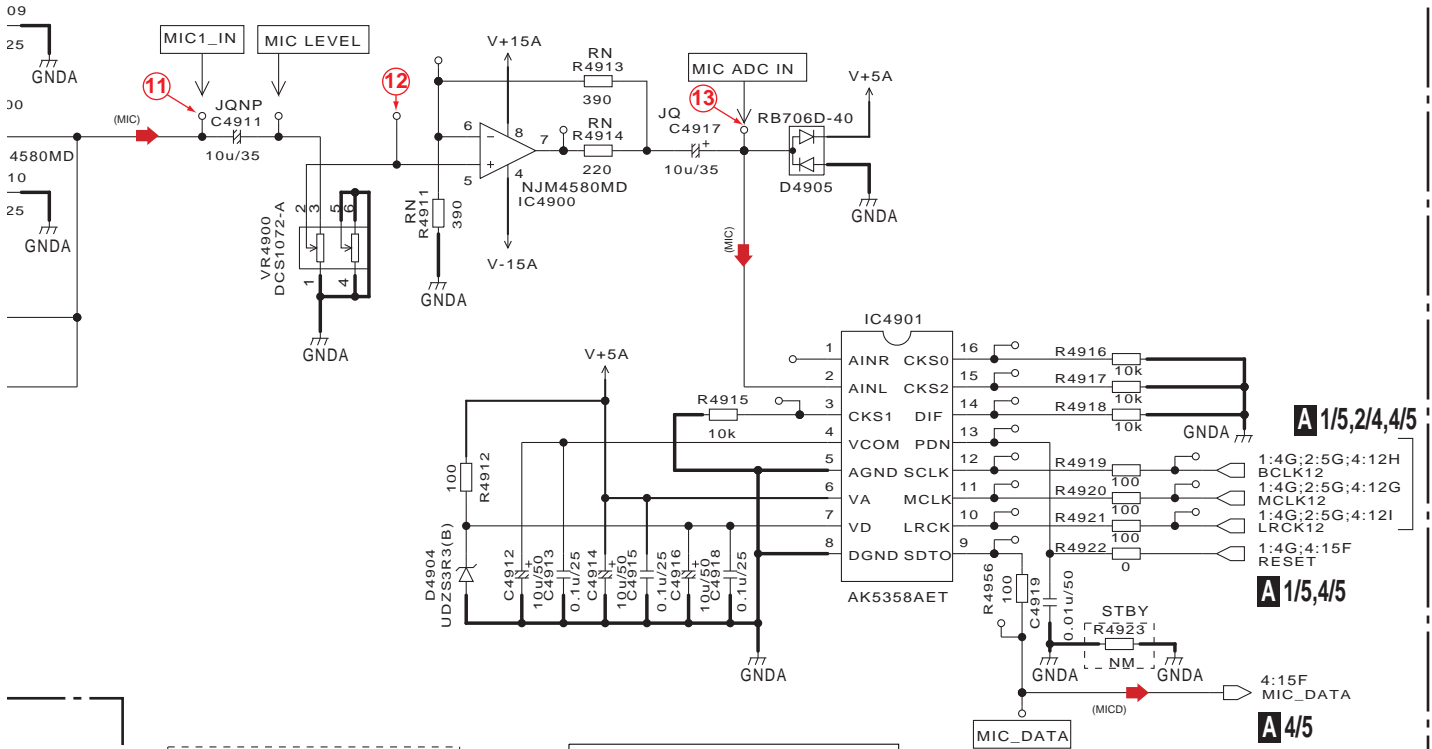 09
25
GNDA
00
4580MD
10
25
GNDA
MIC1_IN
MIC LEVEL
11
(MIC)
JQNP
C4911
10u/35
12
V+15A
RN
R4913
390
6
8
7
5
4
NJM4580MD
IC4900
RN
R4914
220
V-15A
RN
R4911
390
GNDA
VR4900
DCS1072-A
2
3
5
6
1
4
GNDA
MIC ADC IN
13
JQ
C4917
+
10u/35
RB706D-40
V+5A
D4905
GNDA
(MIC)
IC4901
1 AINR CKS0 16
2 AINL CKS2 15
3 CKS1 DIF 14
4 VCOM PDN 13
5 AGND SCLK 12
6 VA MCLK 11
7 VD LRCK 10
8 DGND SDTO 9
AK5358AET
V+5A
R4915
10k
100
R4912
D4904
UDZS3R3(B)
C4912
+
10u/50
C4913
0.1u/25
C4914
+
10u/50
C4915
0.1u/25
C4916
+
10u/50
C4918
0.1u/25
GNDA
R4916
10k
R4917
10k
R4918
10k
GNDA
A 1/5,2/4,4/5
R4919
100
1:4G;2:5G;4:12H
BCLK12
R4920
100
1:4G;2:5G;4:12G
MCLK12
R4921
100
1:4G;2:5G;4:12I
LRCK12
R4922
0
1:4G;4:15F
RESET
A 1/5,4/5
R4956
100
C4919
0.01u/50
STBY
R4923
NM
GNDA
GNDA
(MICD)
4:15F
MIC_DATA
A 4/5
MIC_DATA